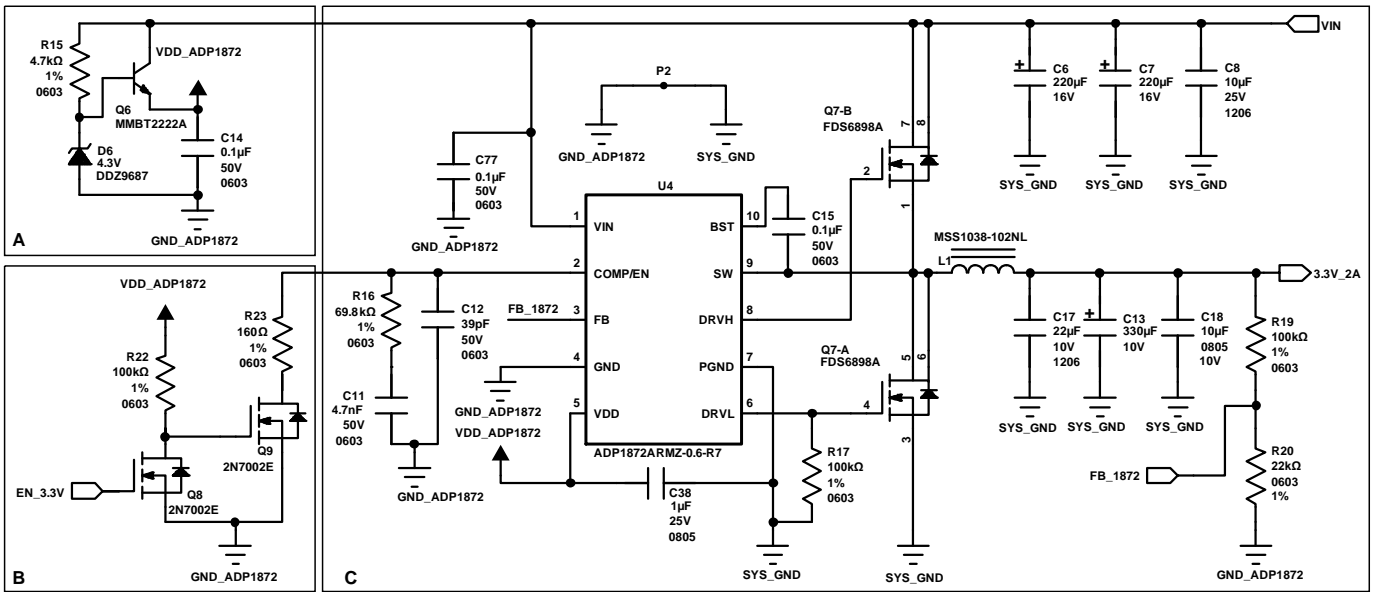 R15
4.7kΩ
1%
0603
VDD_ADP1872
Q6
MMBT2222A
D6
4.3V
DDZ9687
C14
0.1µF
50V
0603
GND_ADP1872
A
VDD_ADP1872
R22
100kΩ
1%
0603
R23
160Ω
1%
0603
Q9
2N7002E
EN_3.3V
Q8
2N7002E
GND_ADP1872
B
VIN
P2
GND_ADP1872
SYS_GND
C77
0.1µF
50V
0603
GND_ADP1872
C6
220µF
16V
SYS_GND
C7
220µF
16V
SYS_GND
C8
10µF
25V
1206
SYS_GND
Q7-B
FDS6898A
7
8
2
1
U4
1
VIN
2
COMP/EN
3
FB
4
GND
5
VDD
10
BST
9
SW
8
DRVH
7
PGND
6
DRVL
ADP1872ARMZ-0.6-R7
C15
0.1µF
50V
0603
R16
69.8kΩ
1%
0603
C12
39pF
50V
0603
C11
4.7nF
50V
0603
GND_ADP1872
FB_1872
GND_ADP1872
VDD_ADP1872
C38
1µF
25V
0805
SYS_GND
R17
100kΩ
1%
0603
Q7-A
FDS6898A
5
6
4
3
SYS_GND
MSS1038-102NL
L1
3.3V_2A
C17
22µF
10V
1206
SYS_GND
C13
330µF
10V
SYS_GND
C18
10µF
0805
10V
SYS_GND
R19
100kΩ
1%
0603
FB_1872
R20
22kΩ
0603
1%
GND_ADP1872
C